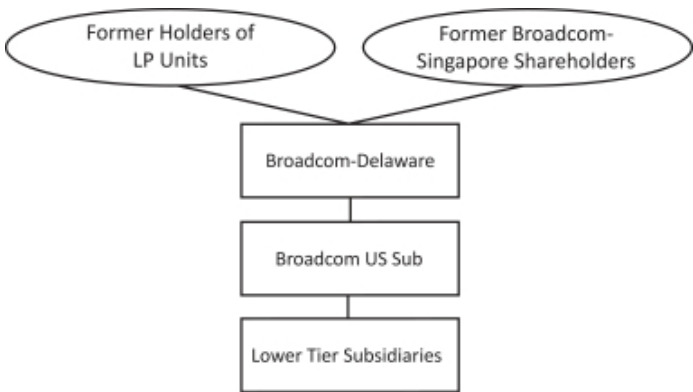 Former Holders of
LP Units
Former Broadcom-
Singapore Shareholders
Broadcom-Delaware
Broadcom US Sub
Lower Tier Subsidiaries